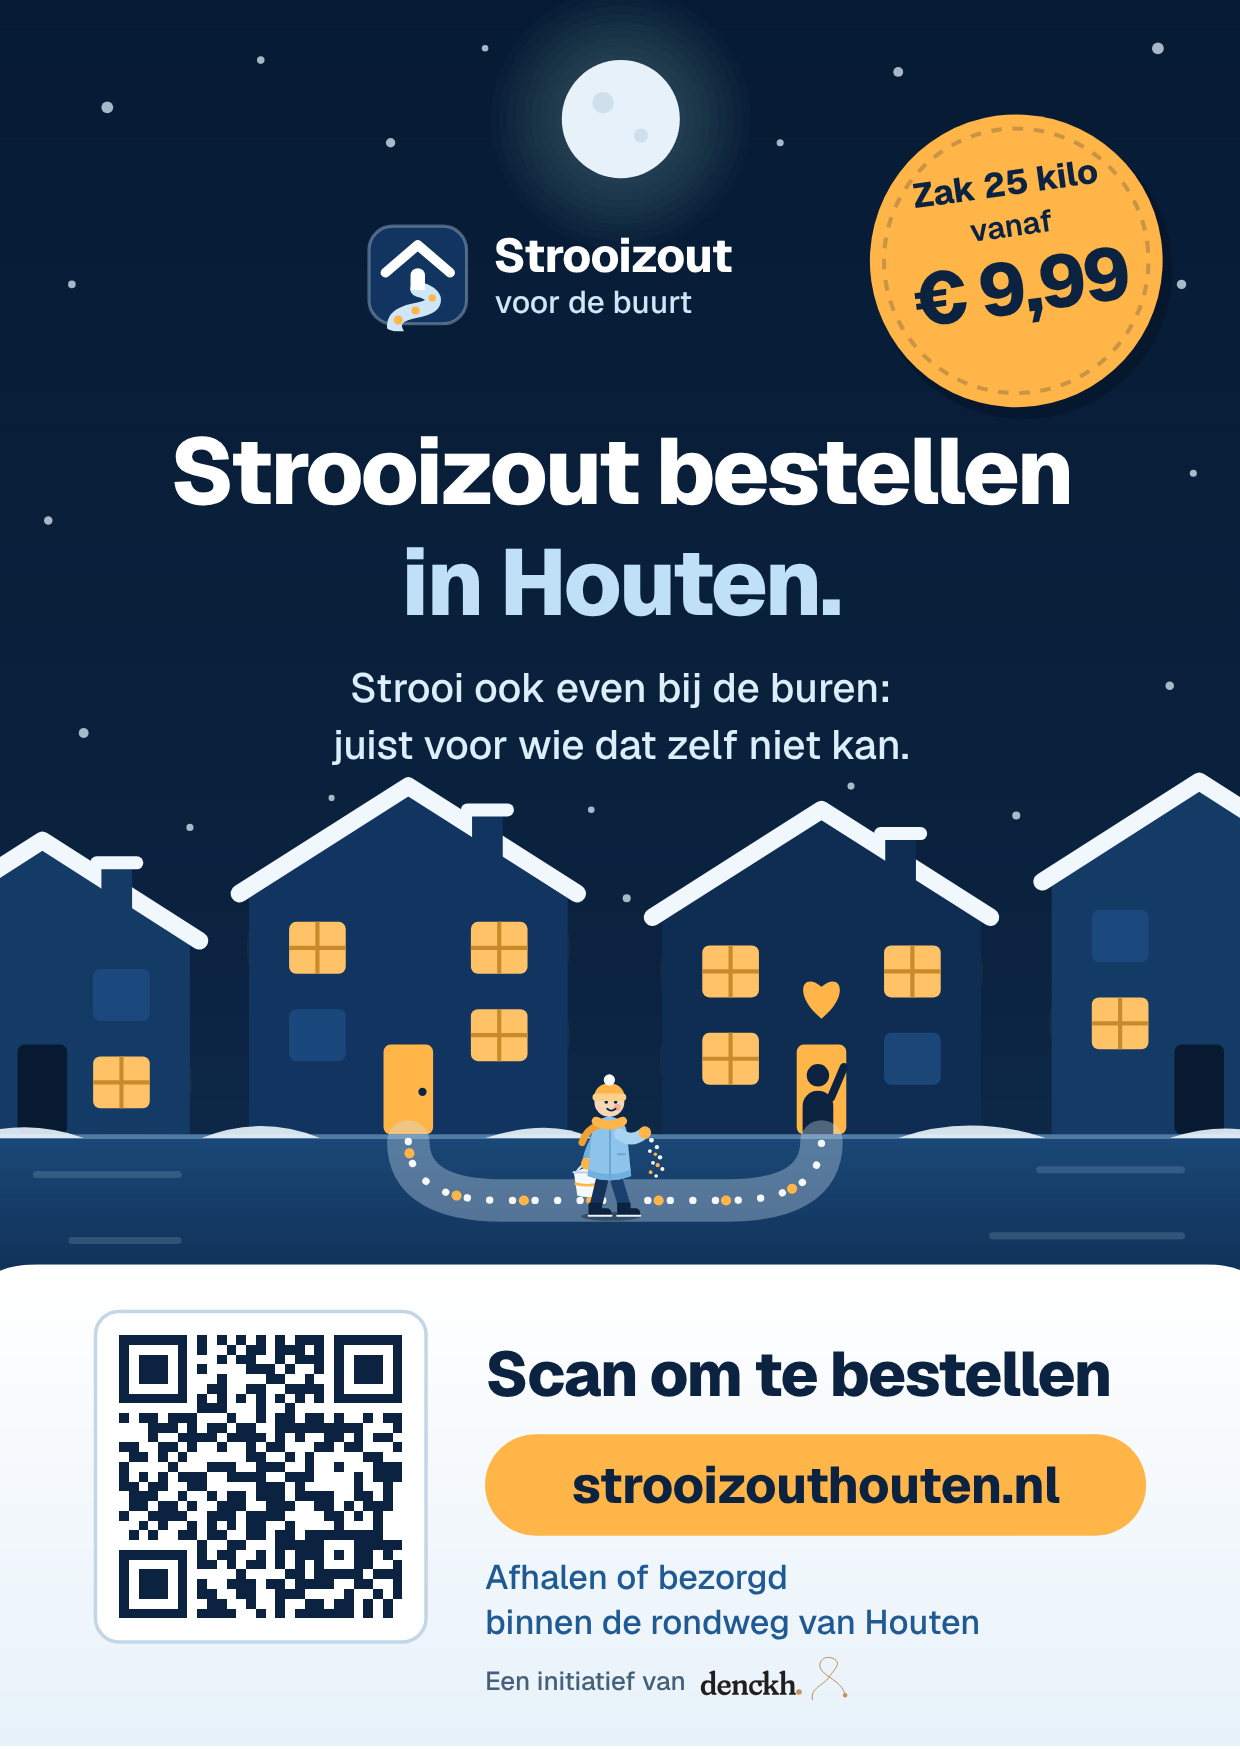 Zak 25 kilo
vanaf
€ 9,99
Strooizout
voor de buurt
Strooizout bestellen
in Houten.
Strooi ook even bij de buren:
juist voor wie dat zelf niet kan.
Scan om te bestellen
strooizouthouten.nl
Afhalen of bezorgd
binnen de rondweg van Houten
Een initiatief van denckh.